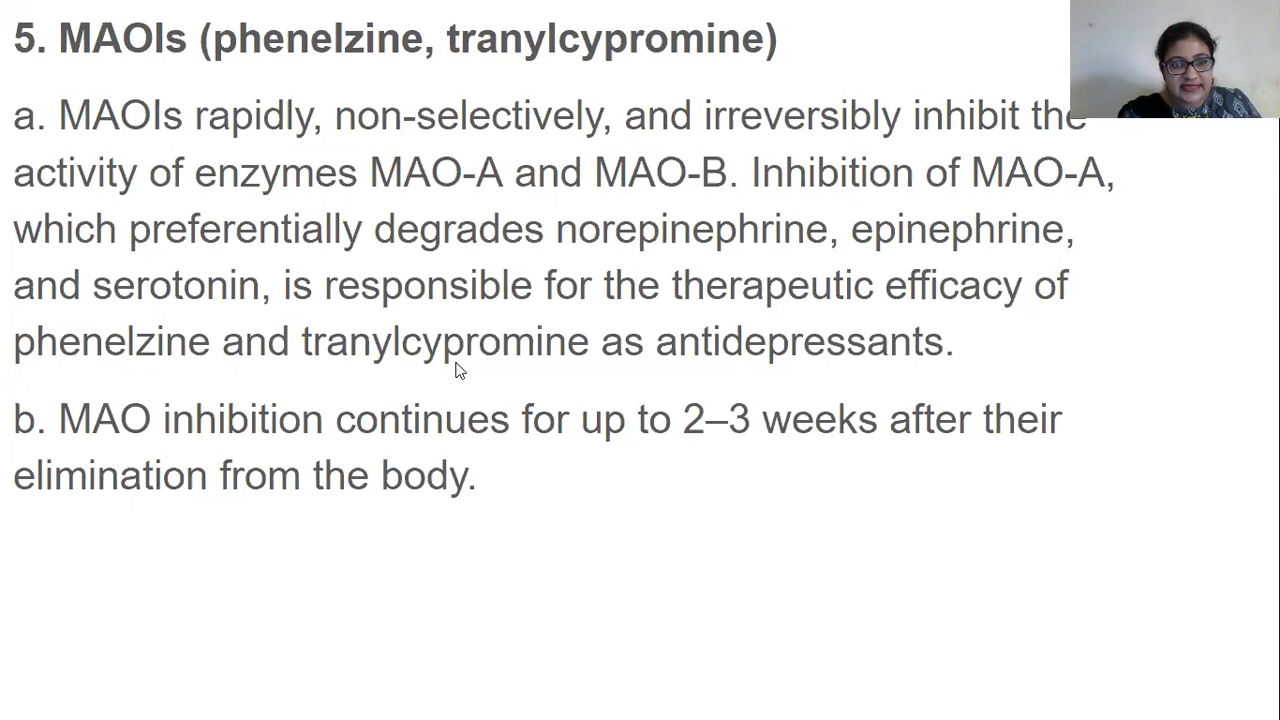 5. MAOIs (phenelzine, tranylcypromine)
a. MAOIs rapidly, non-selectively, and irreversibly inhibit the
activity of enzymes MAO-A and MAO-B. Inhibition of MAO-A,
which preferentially degrades norepinephrine, epinephrine,
and serotonin, is responsible for the therapeutic efficacy of
phenelzine and tranylcypromine as antidepressants.
b. MAO inhibition continues for up to 2–3 weeks after their
elimination from the body.